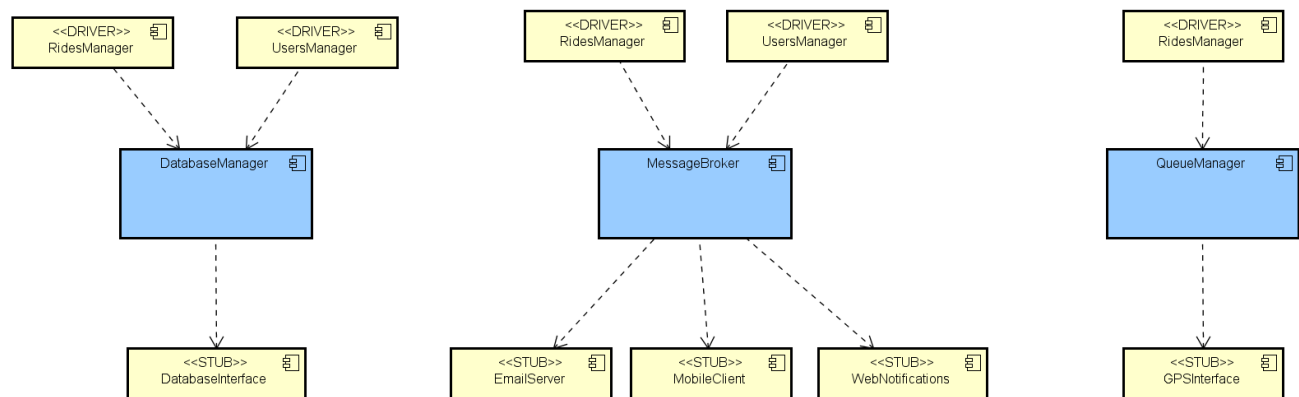 <<DRIVER>>
RidesManager
<<DRIVER>>
UsersManager
<<DRIVER>>
RidesManager
<<DRIVER>>
UsersManager
<<DRIVER>>
RidesManager
DatabaseManager
MessageBroker
QueueManager
<<STUB>>
DatabaseInterface
<<STUB>>
EmailServer
<<STUB>>
MobileClient
<<STUB>>
WebNotifications
<<STUB>>
GPSInterface